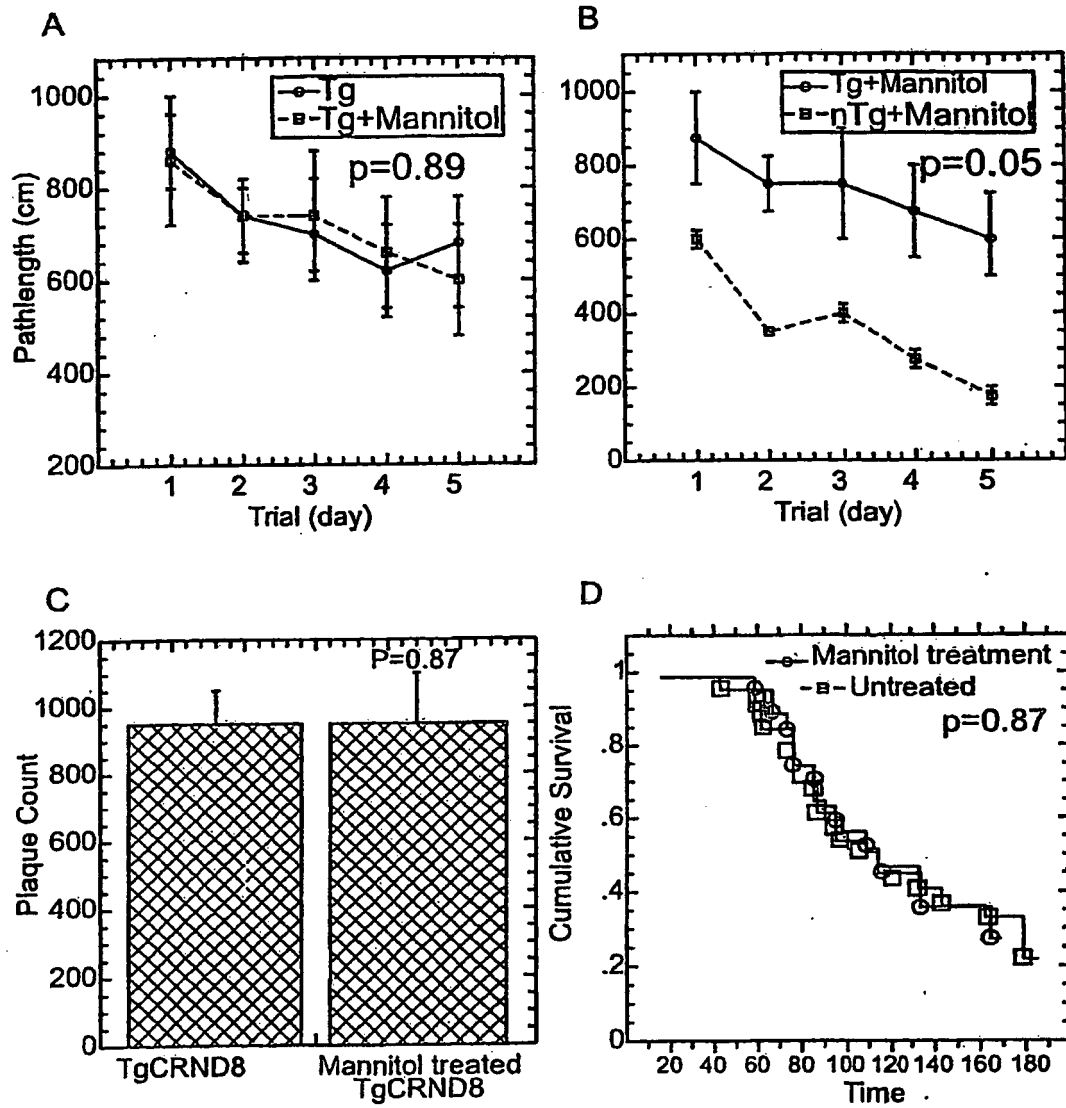 A
Tg
Tg+Mannitol
p=0.89
1000
800
600
400
200
Pathlength (cm)
1 2 3 4 5
Trial (day)
B
Tg+Mannitol
nTg+Mannitol
p=0.05
1000
800
600
400
200
0
1 2 3 4 5
Trial (day)
C
P=0.87
1200
1000
800
600
400
200
0
Plaque Count
TgCRND8
Mannitol treated
TgCRND8
D
Mannitol treatment
Untreated
p=0.87
1
.8
.6
.4
.2
0
Cumulative Survival
20 40 60 80 100 120 140 160 180
Time